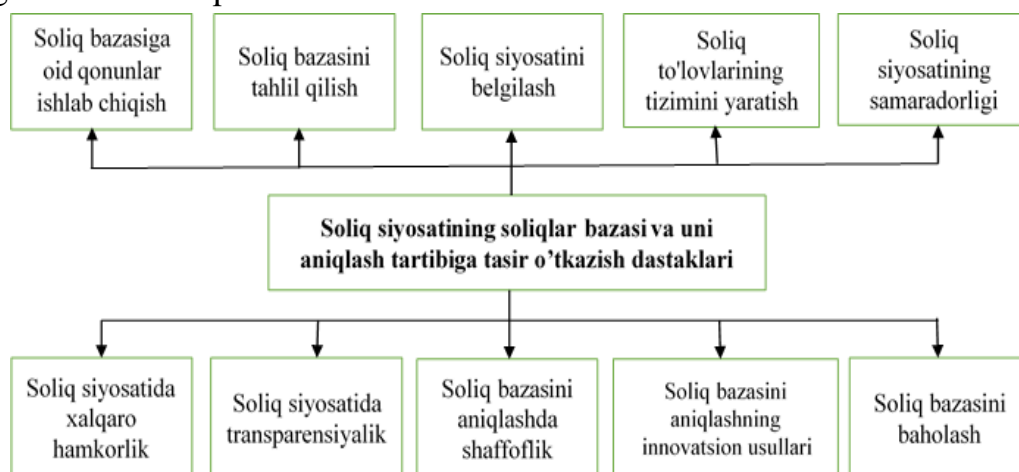 Soliq bazasiga
oid qonunlar
ishlab chiqish
Soliq bazasini
tahlil qilish
Soliq siyosatini
belgilash
Soliq
to'lovlarining
tizimini yaratish
Soliq
siyosatining
samaradorligi
Soliq siyosatining soliqlar bazasi va uni
aniqlash tartibiga tasir o’tkazish dastaklari
Soliq siyosatida
xalqaro
hamkorlik
Soliq siyosatida
transparensiyalik
Soliq bazasini
aniqlashda
shaffoflik
Soliq bazasini
aniqlashning
innovatsion usullari
Soliq bazasini
baholash